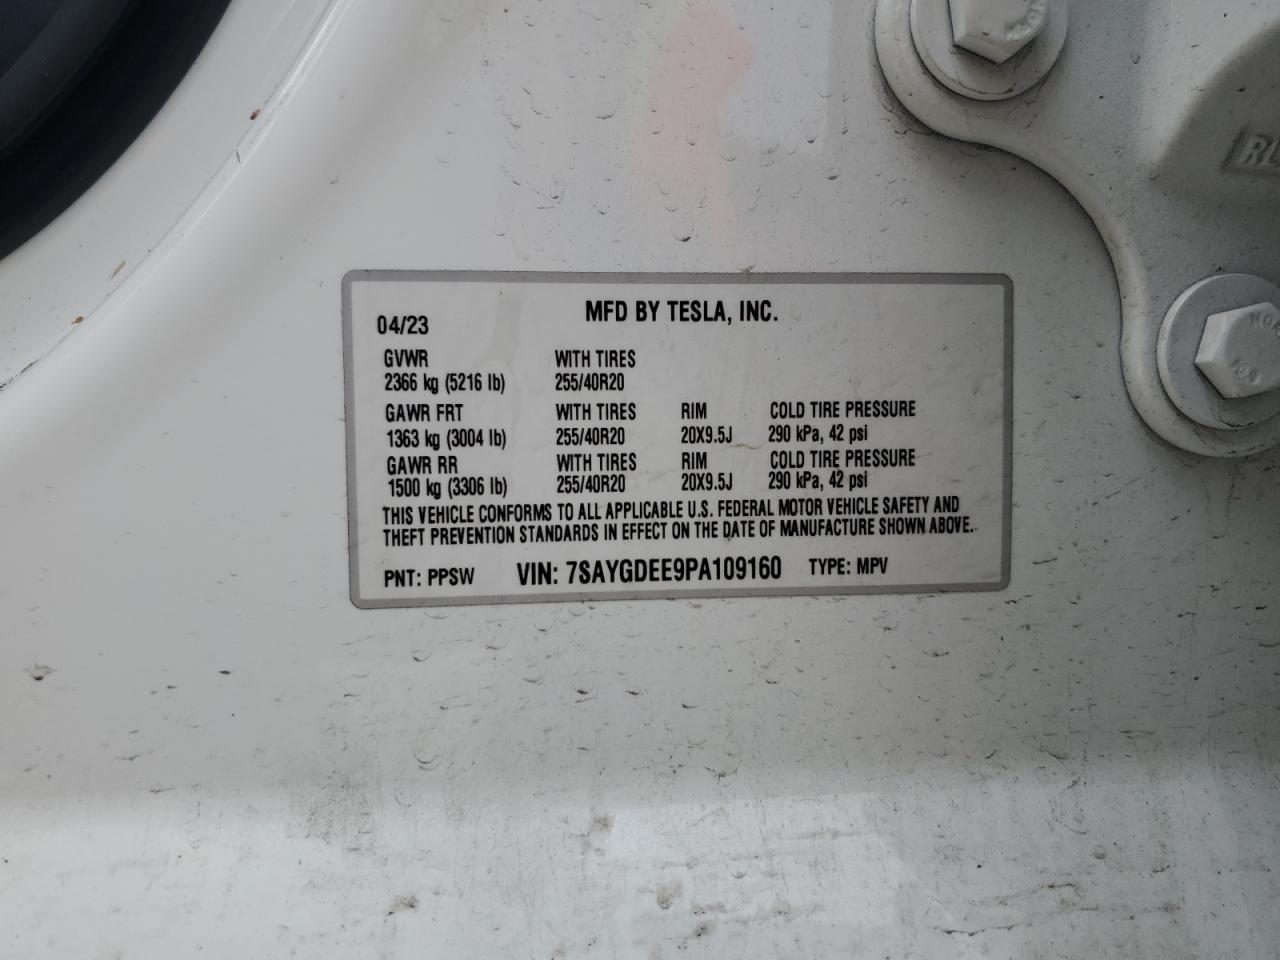 04/23 MFD BY TESLA, INC.
GVWR WITH TIRES
2366 kg (5216 lb) 255/40R20
GAWR FRT WITH TIRES RIM COLD TIRE PRESSURE
1363 kg (3004 lb) 255/40R20 20X9.5J 290 kPa, 42 psi
GAWR RR WITH TIRES RIM COLD TIRE PRESSURE
1500 kg (3306 lb) 255/40R20 20X9.5J 290 kPa, 42 psi
THIS VEHICLE CONFORMS TO ALL APPLICABLE U.S. FEDERAL MOTOR VEHICLE SAFETY AND
THEFT PREVENTION STANDARDS IN EFFECT ON THE DATE OF MANUFACTURE SHOWN ABOVE.
PNT: PPSW VIN: 7SAYGDEE9PA109160 TYPE: MPV